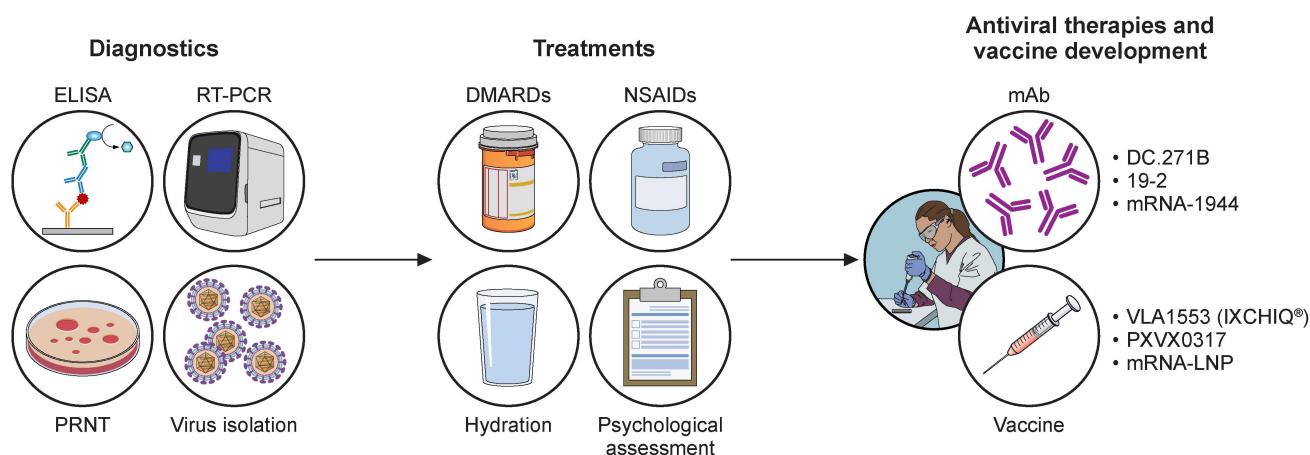 Diagnostics
ELISA
RT-PCR
PRNT
Virus isolation
Treatments
DMARDs
NSAIDs
Hydration
Psychological
assessment
Antiviral therapies and
vaccine development
mAb
• DC.271B
• 19-2
• mRNA-1944
• VLA1553 (IXCHIQ®)
• PXVX0317
• mRNA-LNP
Vaccine